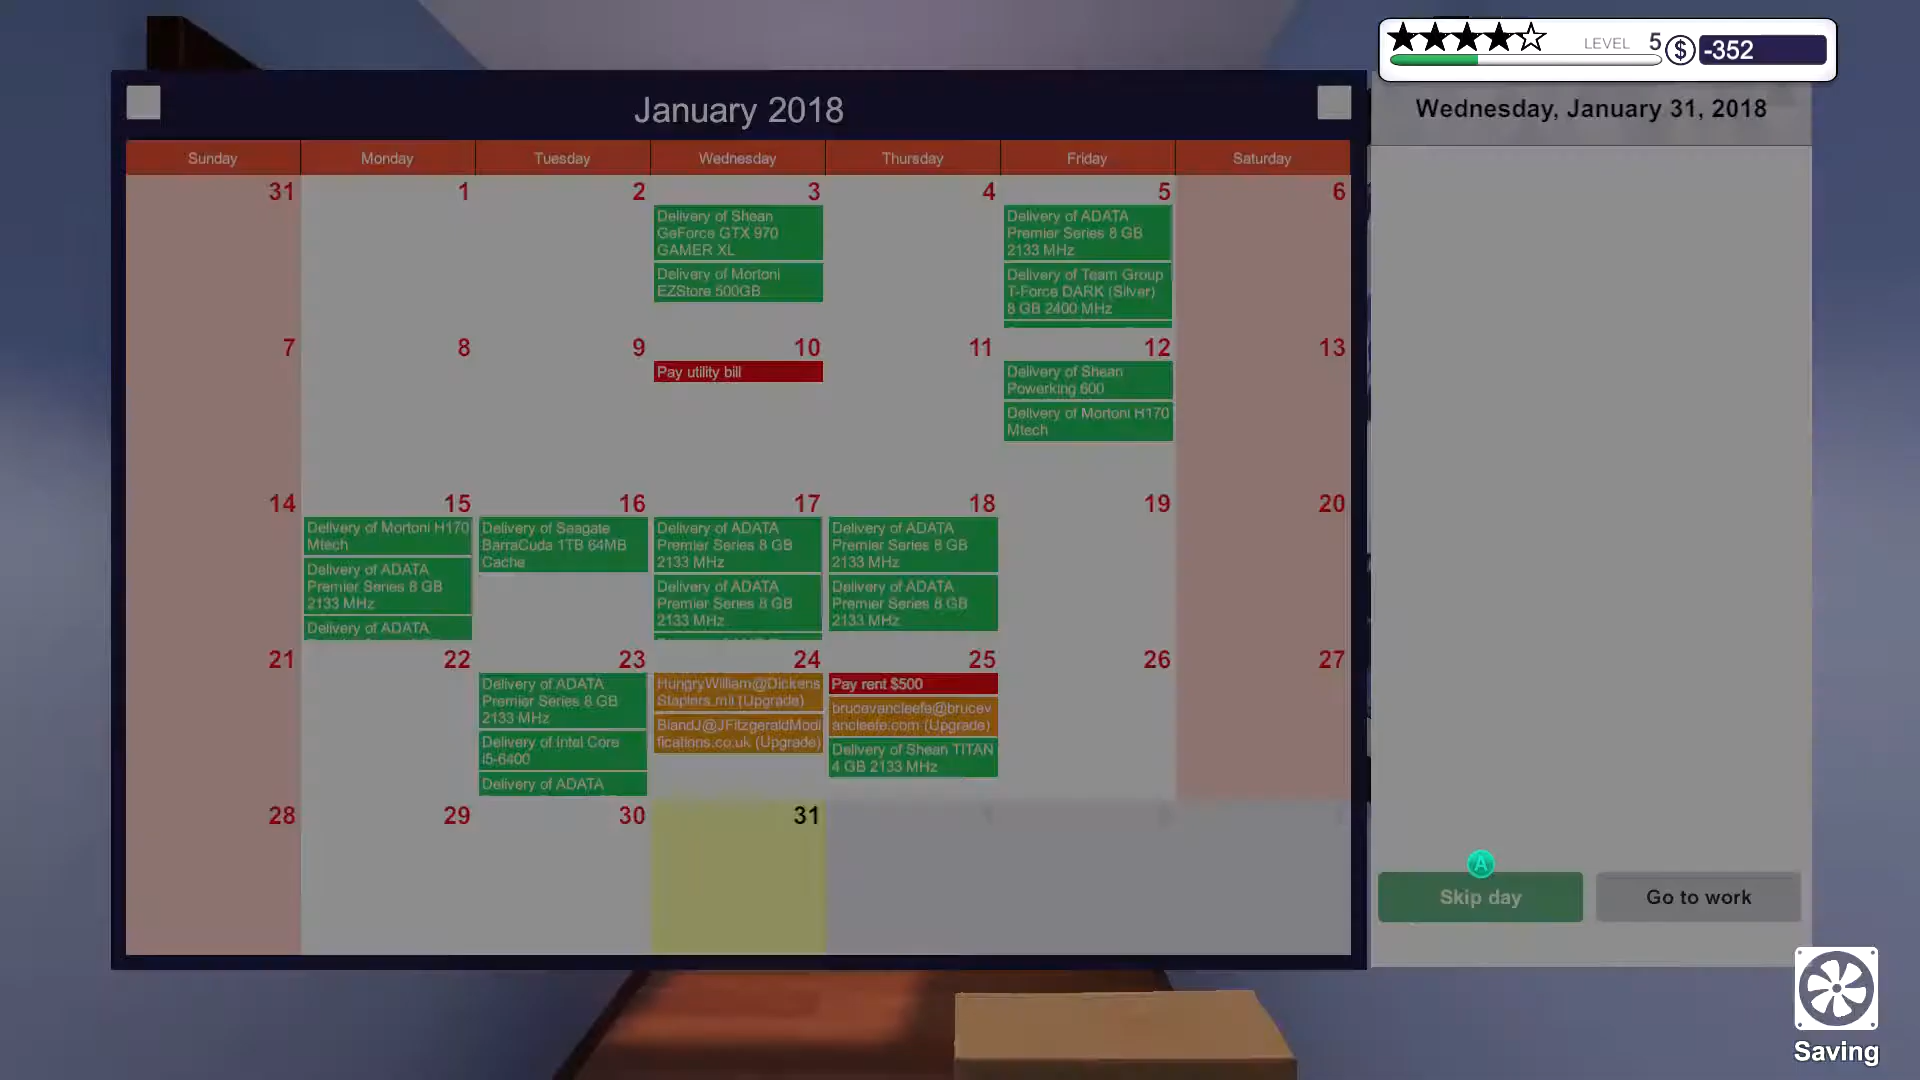 LEVEL 5 $ -352
January 2018
Wednesday, January 31, 2018
Sunday Monday Tuesday Wednesday Thursday Friday Saturday
31 1 2 3 4 5 6
Delivery of Shean
GeForce GTX 970
GAMER XL
Delivery of Mortoni
EZStore 500GB
Delivery of ADATA
Premier Series 8 GB
2133 MHz
Delivery of Team Group
T-Force DARK (Silver)
8 GB 2400 MHz
7 8 9 10 11 12 13
Pay utility bill
Delivery of Shean
Powerking 600
Delivery of Mortoni H170
Mtech
14 15 16 17 18 19 20
Delivery of Mortoni H170
Mtech
Delivery of ADATA
Premier Series 8 GB
2133 MHz
Delivery of ADATA
Delivery of Seagate
BarraCuda 1TB 64MB
Cache
Delivery of ADATA
Premier Series 8 GB
2133 MHz
Delivery of ADATA
Premier Series 8 GB
2133 MHz
Delivery of ADATA
Premier Series 8 GB
2133 MHz
Delivery of ADATA
Premier Series 8 GB
2133 MHz
21 22 23 24 25 26 27
Delivery of ADATA
Premier Series 8 GB
2133 MHz
Delivery of Intel Core
i5-6400
Delivery of ADATA
HungryWilliam@Dickens
Staplers.mil (Upgrade)
BlandJ@JFitzgeraldModi
fications.co.uk (Upgrade)
Pay rent $500
brucevancleefe@brucev
ancleefe.com (Upgrade)
Delivery of Shean TITAN
4 GB 2133 MHz
28 29 30 31
A
Skip day
Go to work
Saving